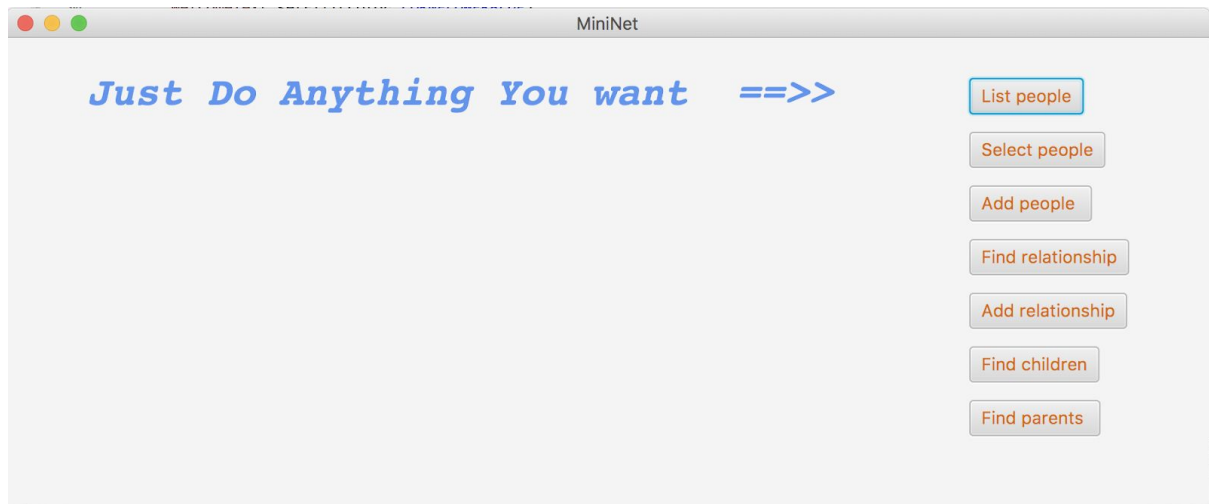 MiniNet
Just Do Anything You want ==>>
List people
Select people
Add people
Find relationship
Add relationship
Find children
Find parents